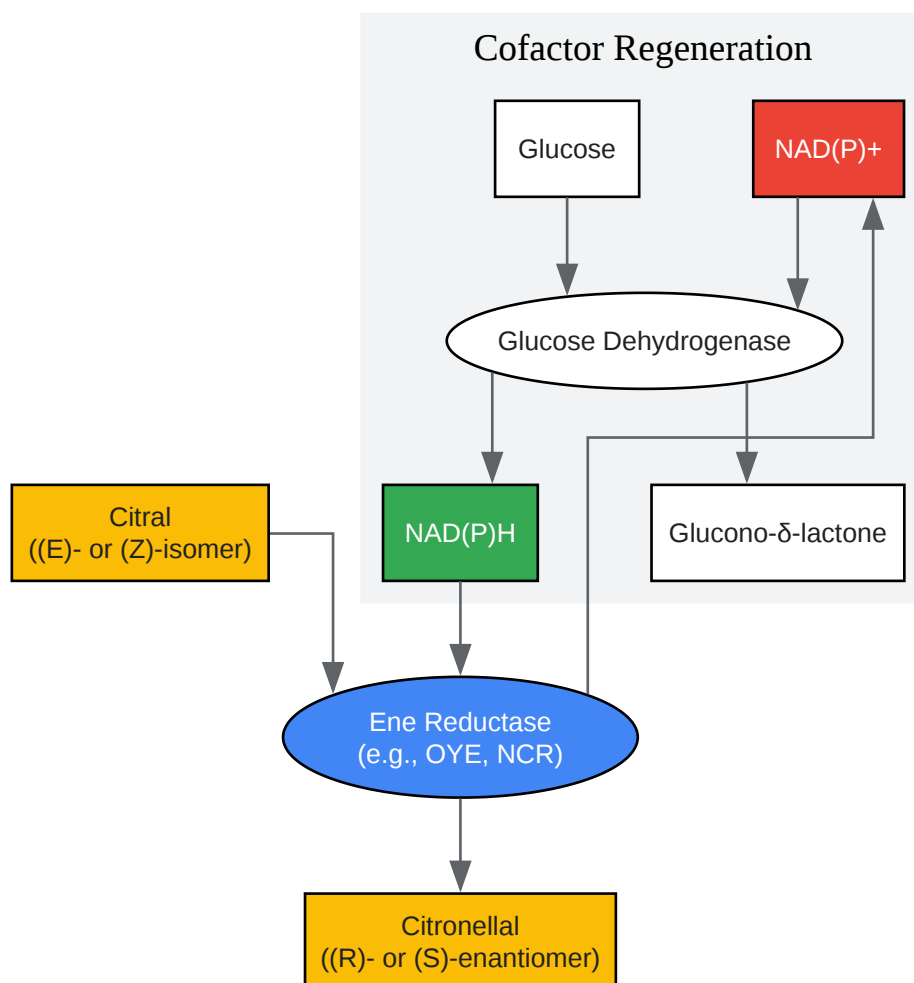 Cofactor Regeneration
Glucose
NAD(P)+
Glucose Dehydrogenase
Citral
((E)- or (Z)-isomer)
NAD(P)H
Glucono-δ-lactone
Ene Reductase
(e.g., OYE, NCR)
Citronellal
((R)- or (S)-enantiomer)